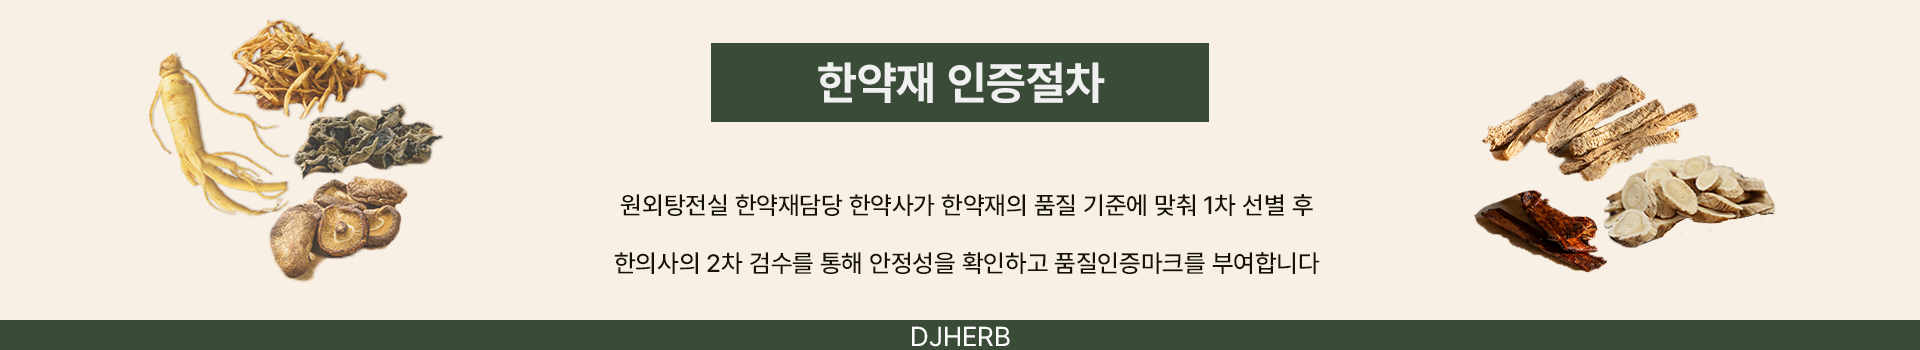 한약재 인증절차
원외탕전실 한약재담당 한약사가 한약재의 품질 기준에 맞춰 1차 선별 후
한의사의 2차 검수를 통해 안정성을 확인하고 품질인증마크를 부여합니다
DJHERB